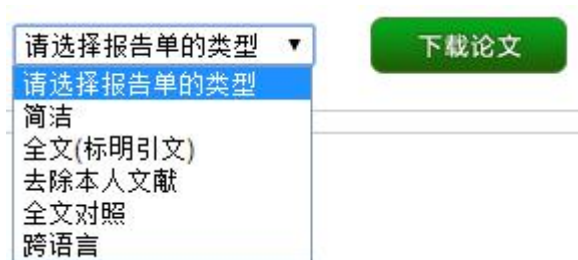 请选择报告单的类型 ▼
下载论文
请选择报告单的类型
简洁
全文(标明引文)
去除本人文献
全文对照
跨语言